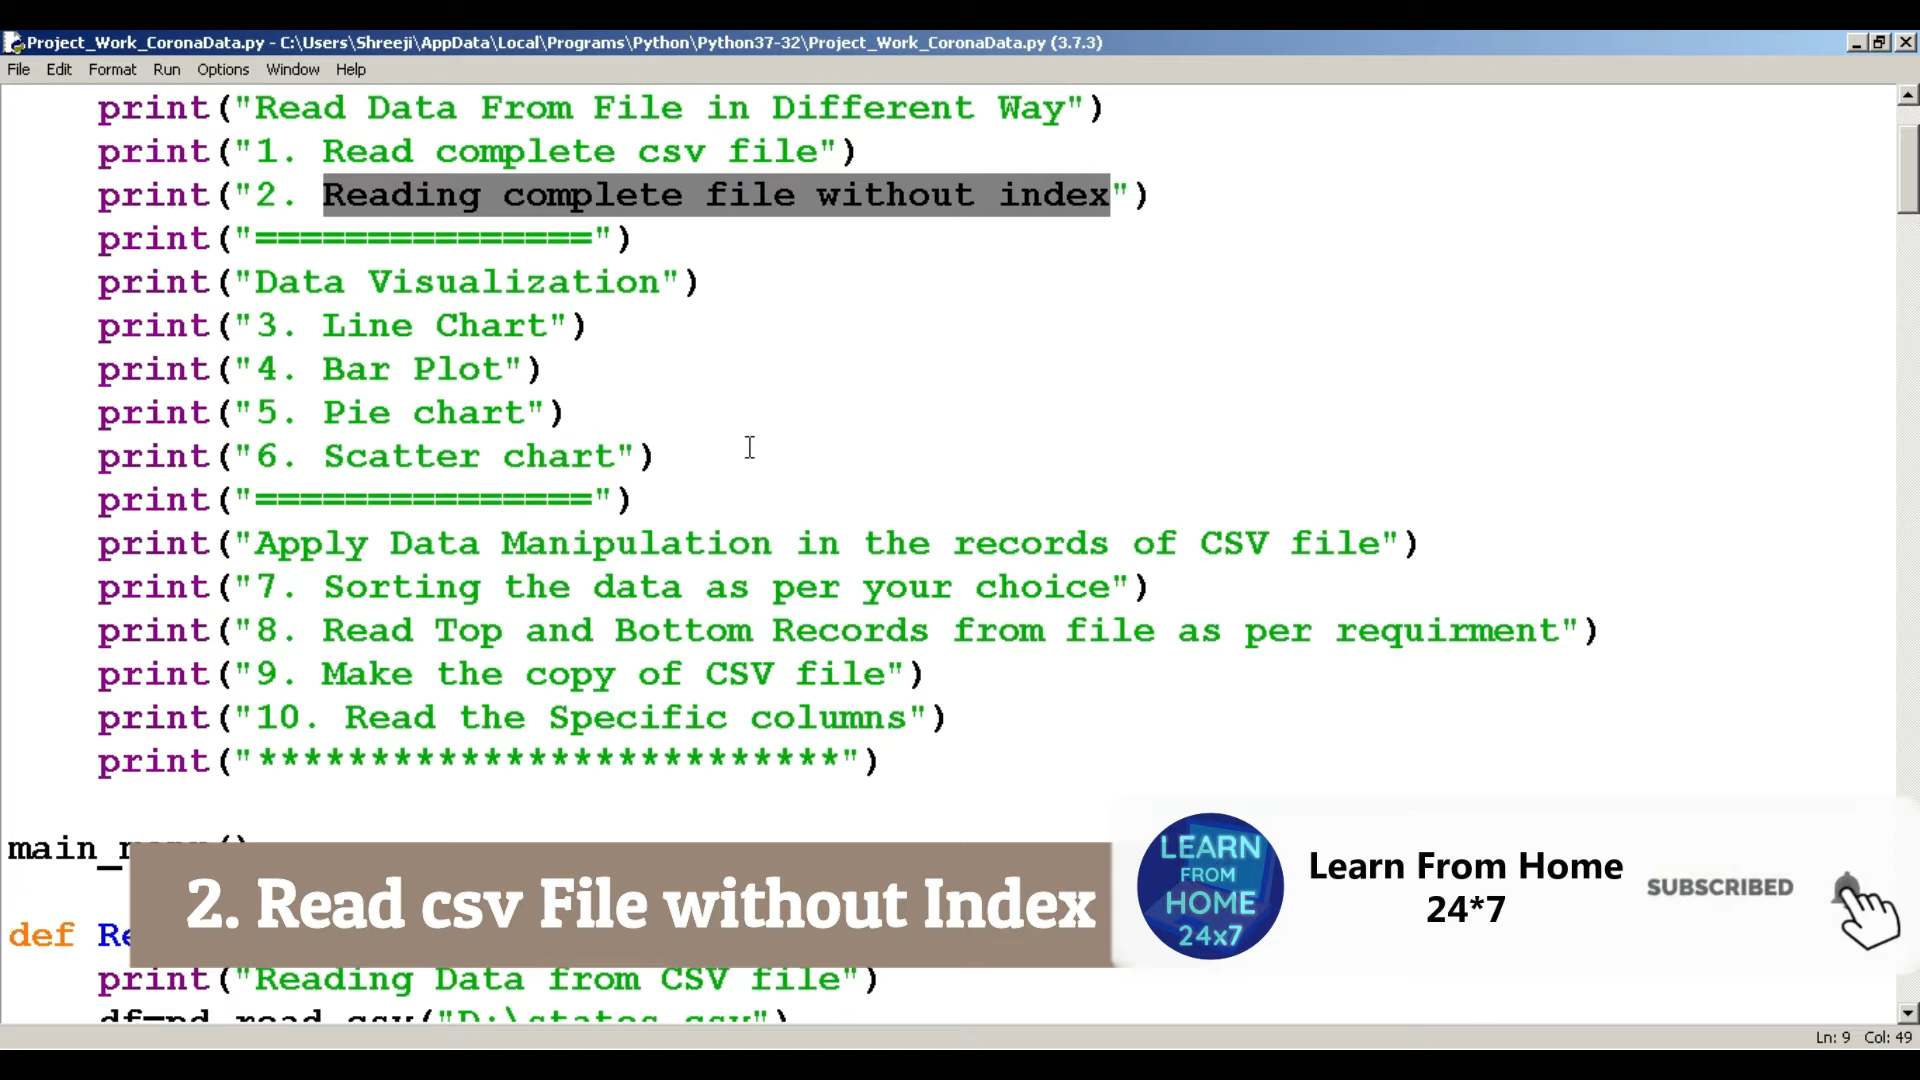 Project_Work_CoronaData.py - C:\Users\Shreeji\AppData\Local\Programs\Python\Python37-32\Project_Work_CoronaData.py (3.7.3)
File Edit Format Run Options Window Help
print("Read Data From File in Different Way")
print("1. Read complete csv file")
print("2. Reading complete file without index")
print("===============")
print("Data Visualization")
print("3. Line Chart")
print("4. Bar Plot")
print("5. Pie chart")
print("6. Scatter chart")
print("===============")
print("Apply Data Manipulation in the records of CSV file")
print("7. Sorting the data as per your choice")
print("8. Read Top and Bottom Records from file as per requirment")
print("9. Make the copy of CSV file")
print("10. Read the Specific columns")
print("**************************")
main_
2. Read csv File without Index
LEARN
FROM
HOME
24x7
Learn From Home
24*7
SUBSCRIBED
def Re
print("Reading Data from CSV file")
df=pd.read_csv("D:\states.csv")
Ln: 9 Col: 49